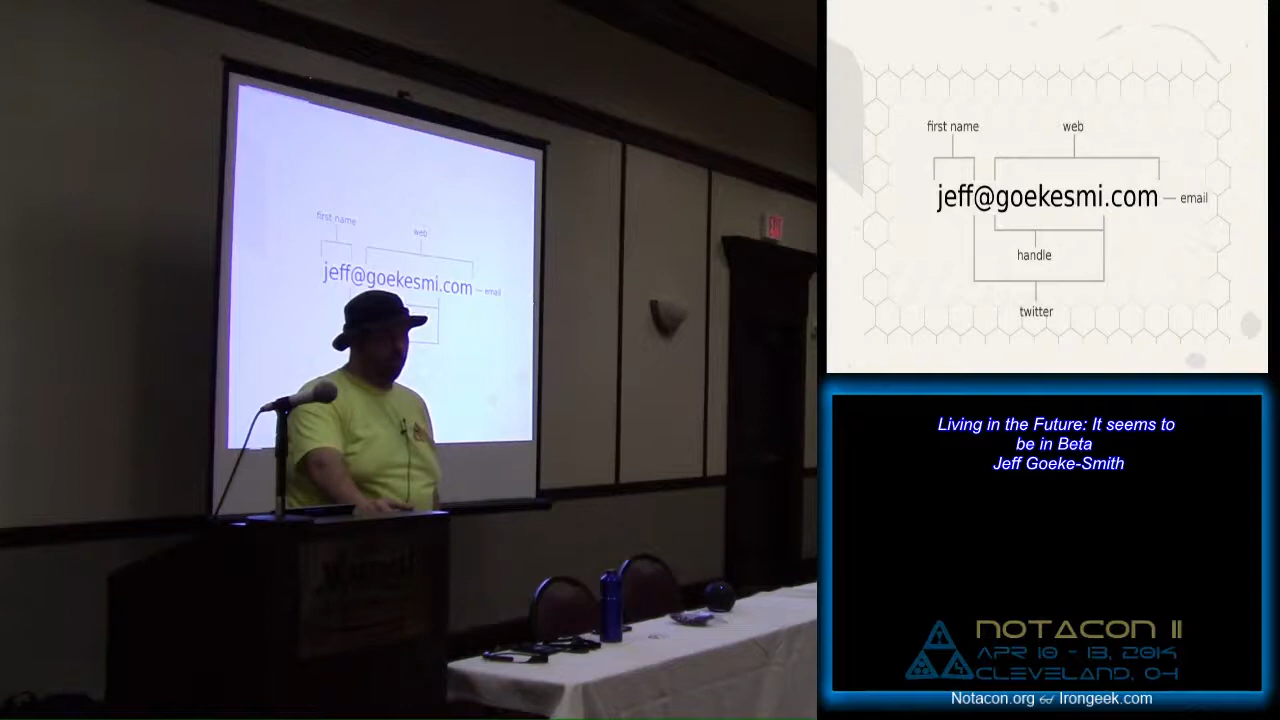 first name
web
jeff@goekesmi.com
email
EXIT
first name
web
jeff@goekesmi.com
email
handle
twitter
Living in the Future: It seems to
be in Beta
Jeff Goeke-Smith
NOTACON 11
APR 10 - 13, 2014
CLEVELAND, OH
Notacon.org Irongeek.com